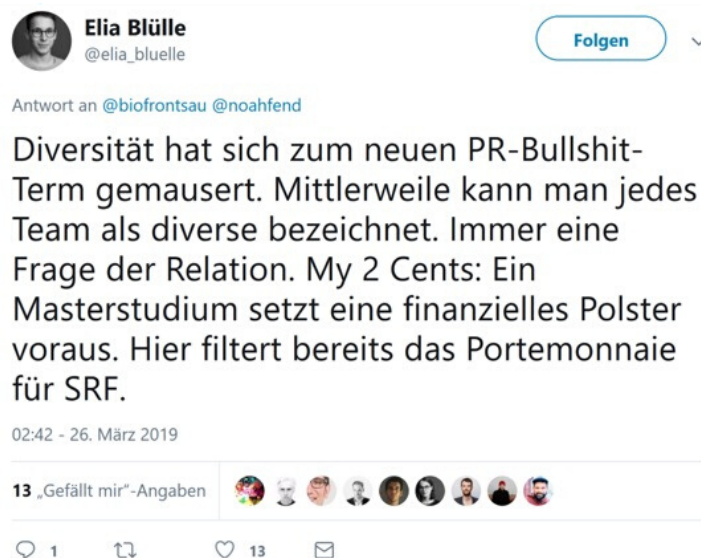 Elia Blülle
@elia_bluelle
Folgen
Antwort an @biofrontsau @noahfend
Diversität hat sich zum neuen PR-Bullshit-
Term gemausert. Mittlerweile kann man jedes
Team als diverse bezeichnet. Immer eine
Frage der Relation. My 2 Cents: Ein
Masterstudium setzt eine finanzielles Polster
voraus. Hier filtert bereits das Portemonnaie
für SRF.
02:42 - 26. März 2019
13 „Gefällt mir“-Angaben
1 13